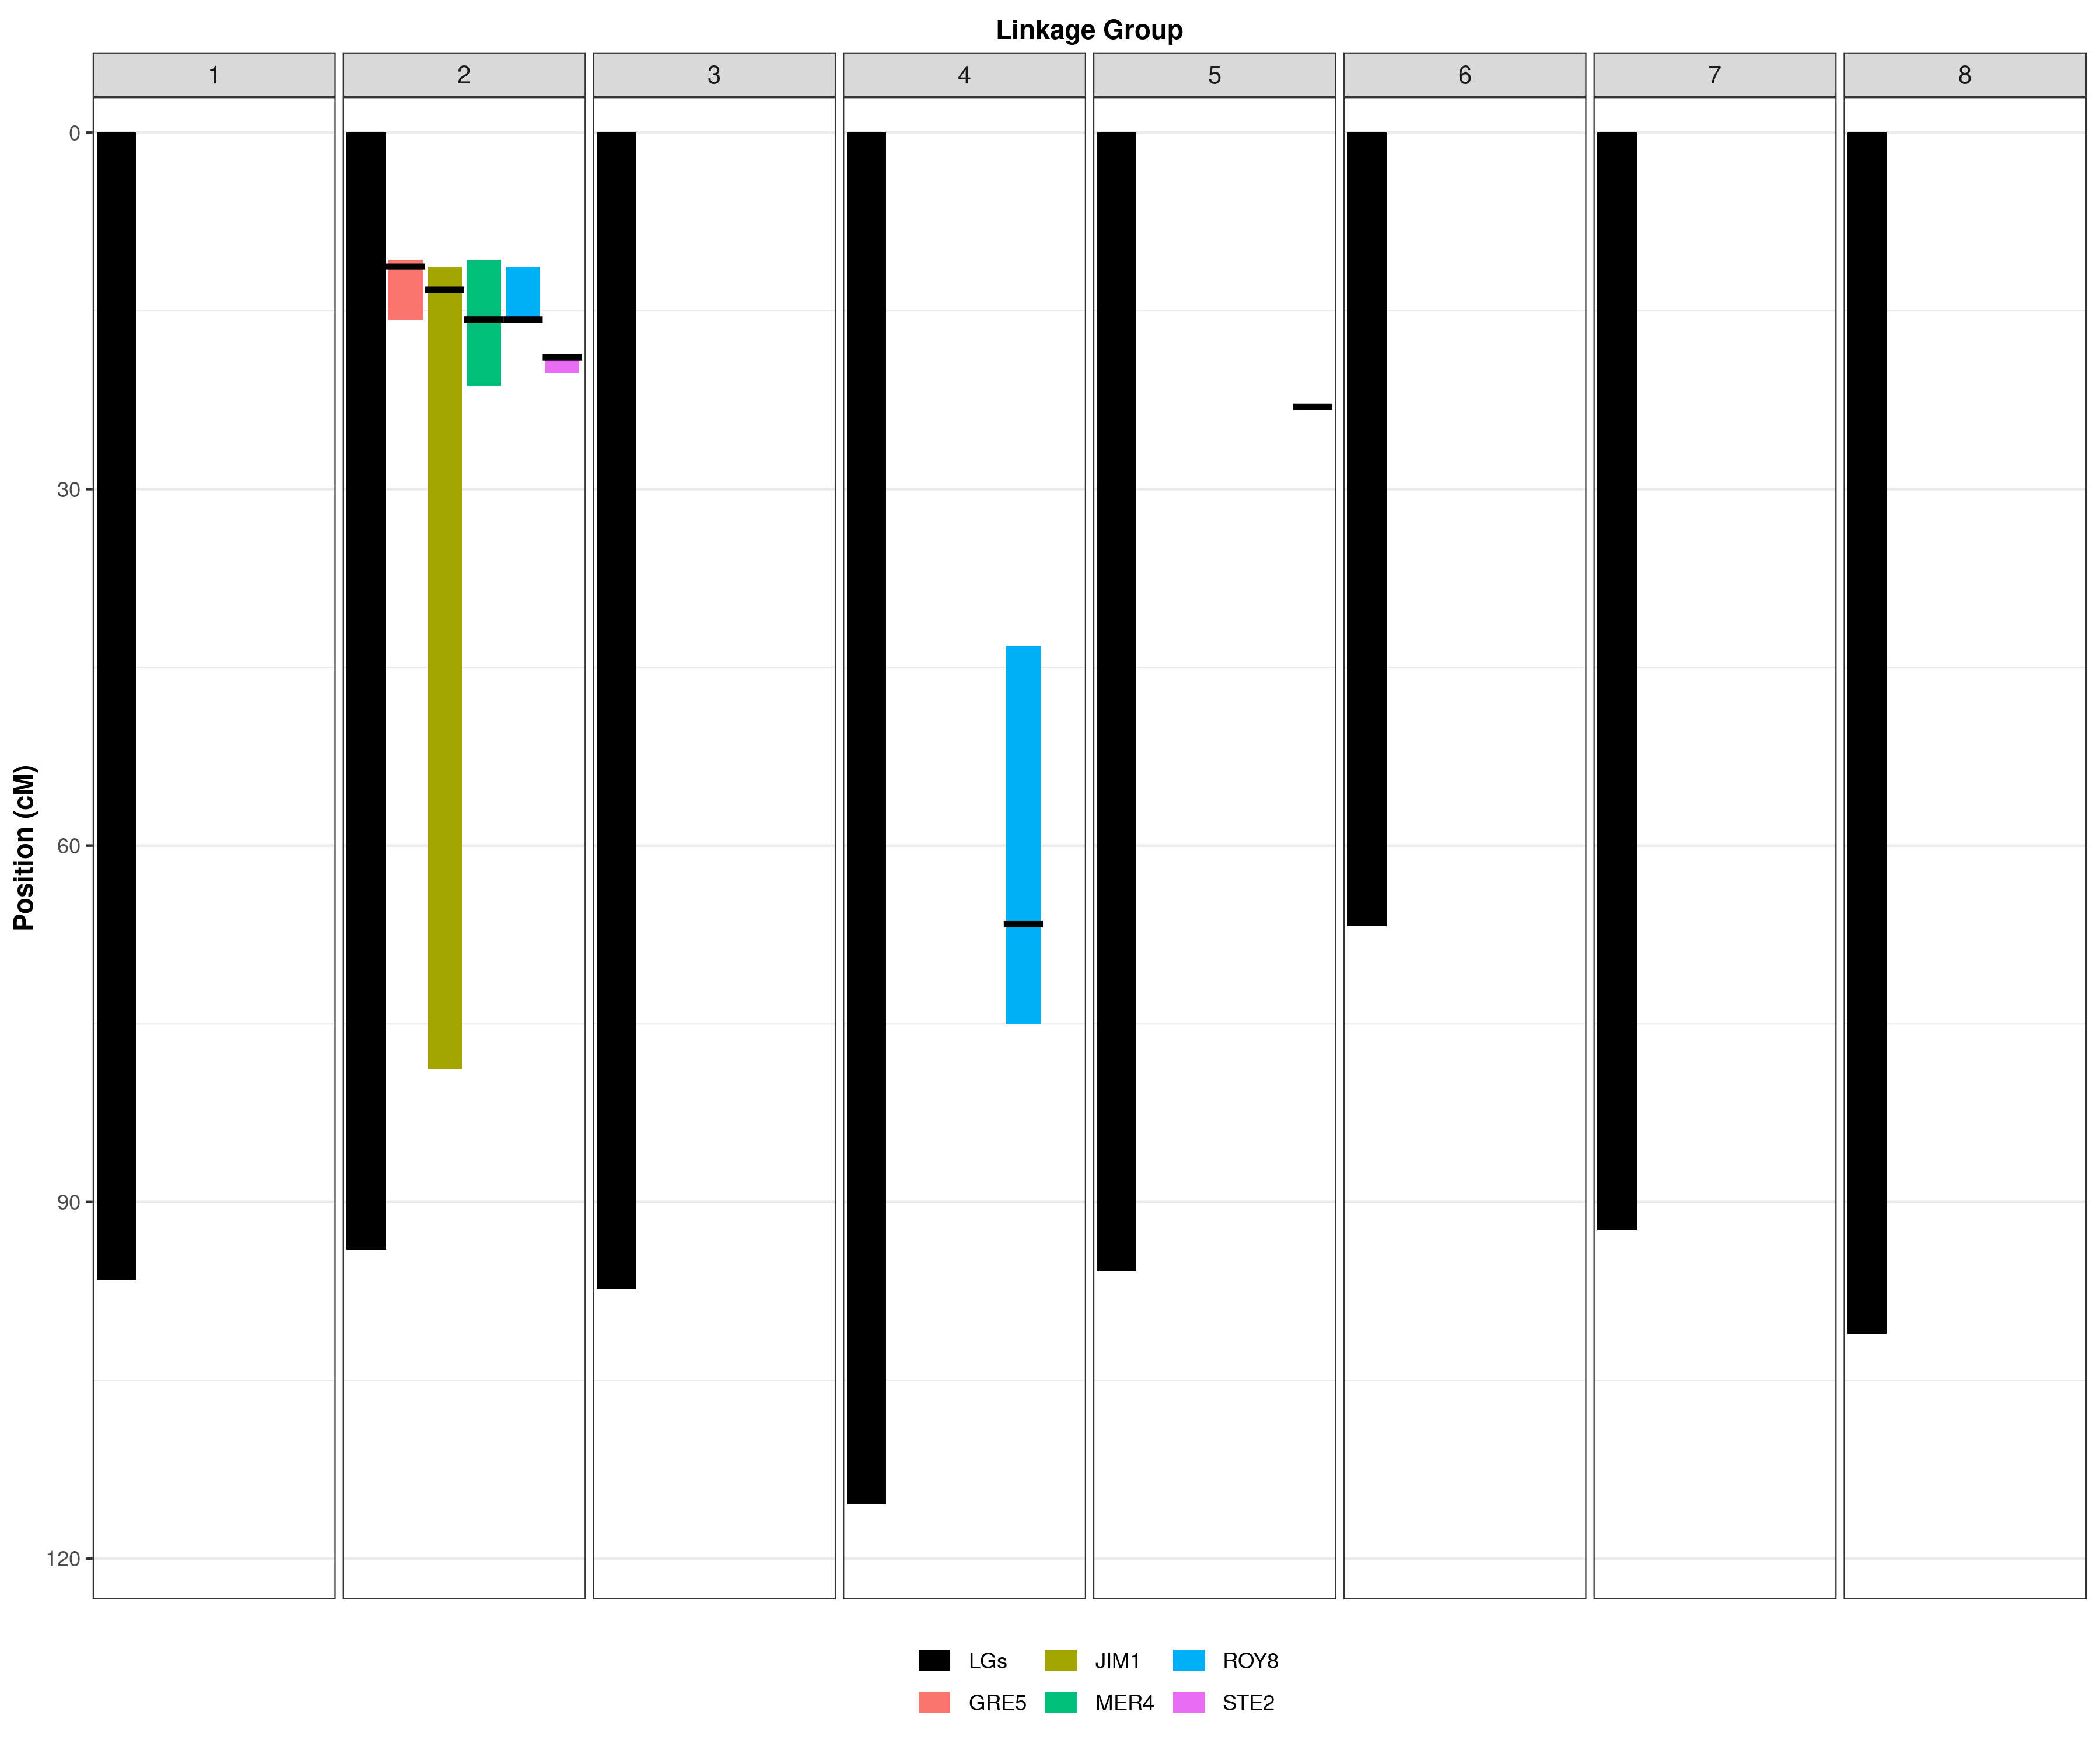 Linkage Group
1 2 3 4 5 6 7 8
0
30
60
90
120
Position (cM)
LGs JIM1 ROY8
GRE5 MER4 STE2